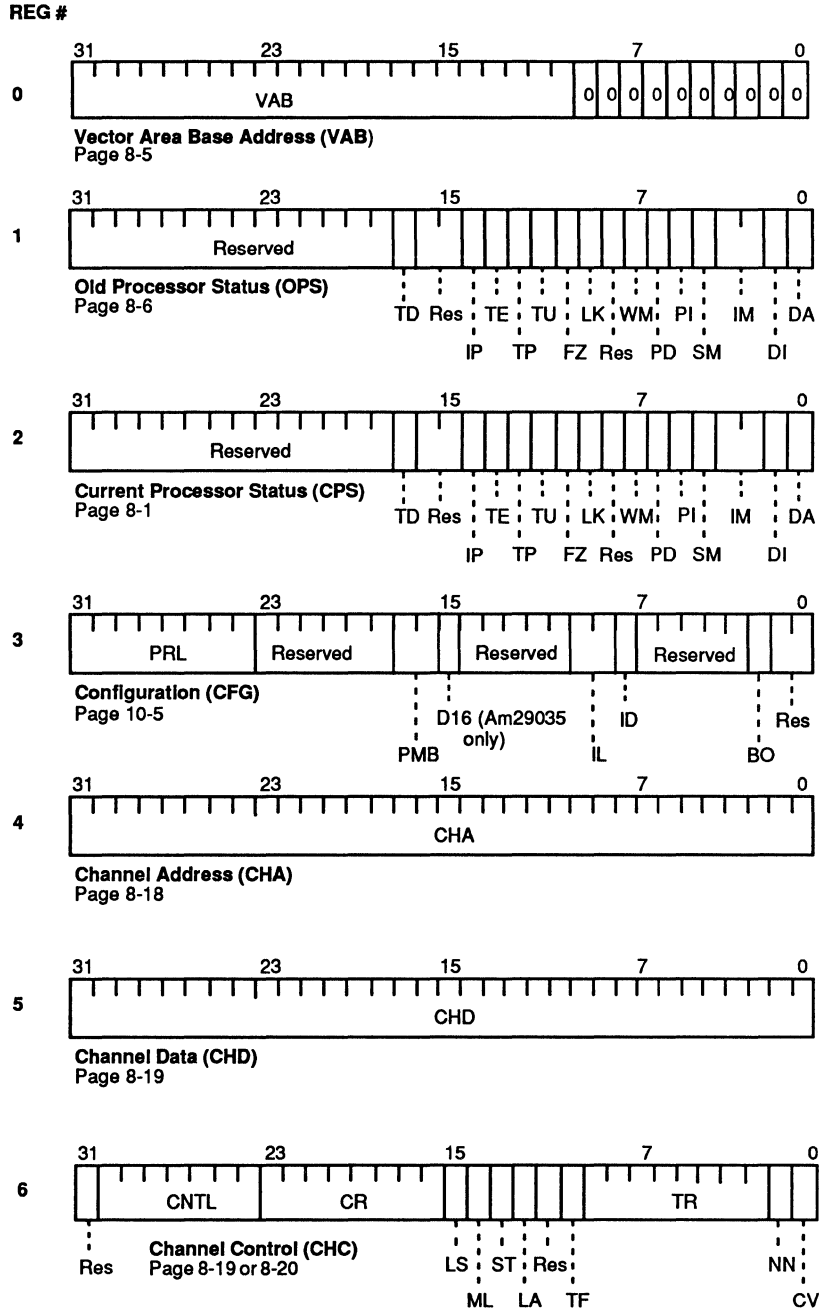 REG #
31 23 15 7 0
0 VAB 0 0 0 0 0 0 0 0 0 0
Vector Area Base Address (VAB)
Page 8-5
31 23 15 7 0
1 Reserved
Old Processor Status (OPS)
Page 8-6
TD Res TE TU LK WM PI IM DA
IP TP FZ Res PD SM DI
31 23 15 7 0
2 Reserved
Current Processor Status (CPS)
Page 8-1
TD Res TE TU LK WM PI IM DA
IP TP FZ Res PD SM DI
31 23 15 7 0
3 PRL Reserved Reserved Reserved
Configuration (CFG)
Page 10-5
D16 (Am29035 only) ID Res
PMB IL BO
31 23 15 7 0
4 CHA
Channel Address (CHA)
Page 8-18
31 23 15 7 0
5 CHD
Channel Data (CHD)
Page 8-19
31 23 15 7 0
6 CNTL CR TR
Channel Control (CHC)
Page 8-19 or 8-20
Res LS ST Res NN
ML LA TF CV